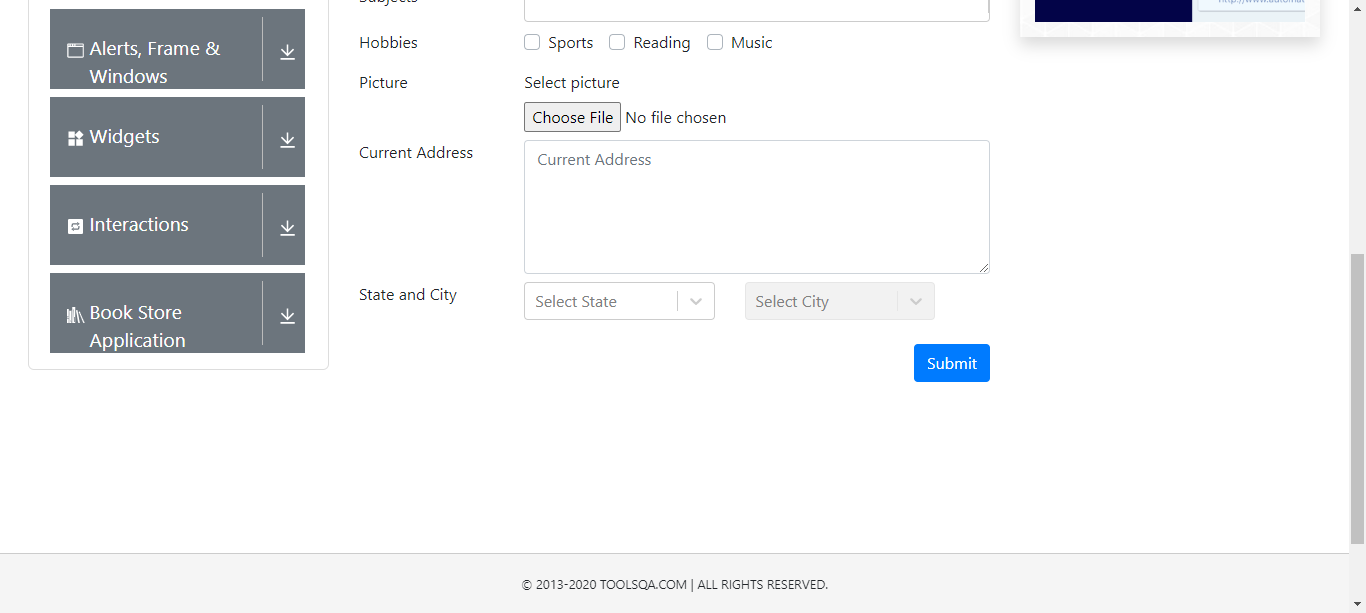 Alerts, Frame &
Windows
Widgets
Interactions
Book Store
Application
Subjects
Hobbies
Sports
Reading
Music
Picture
Select picture
Choose File
No file chosen
Current Address
Current Address
State and City
Select State
Select City
Submit
© 2013-2020 TOOLSQA.COM | ALL RIGHTS RESERVED.